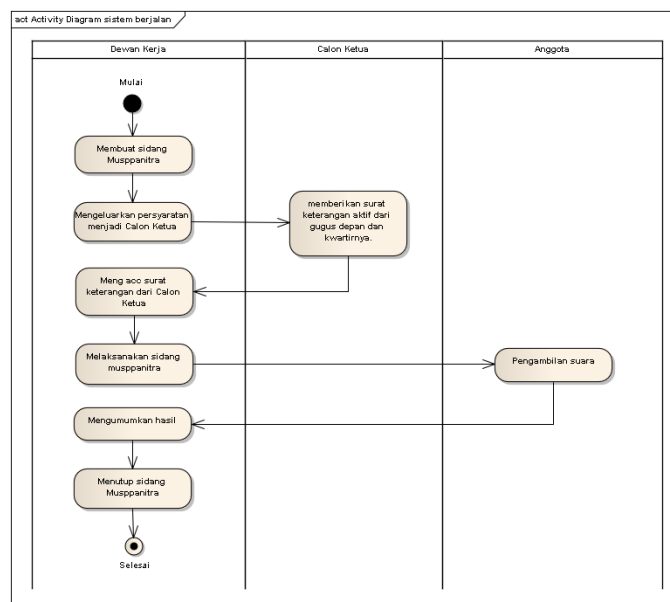 act Activity Diagram sistem berjalan
Dewan Kerja
Calon Ketua
Anggota
Mulai
Membuat sidang
Musppanitra
Mengeluarkan persyaratan
menjadi Calon Ketua
memberikan surat
keterangan aktif dari
gugus depan dan
kwartirnya.
Meng acc surat
keterangan dari Calon
Ketua
Melaksanakan sidang
musppanitra
Pengambilan suara
Mengumumkan hasil
Menutup sidang
Musppanitra
Selesai